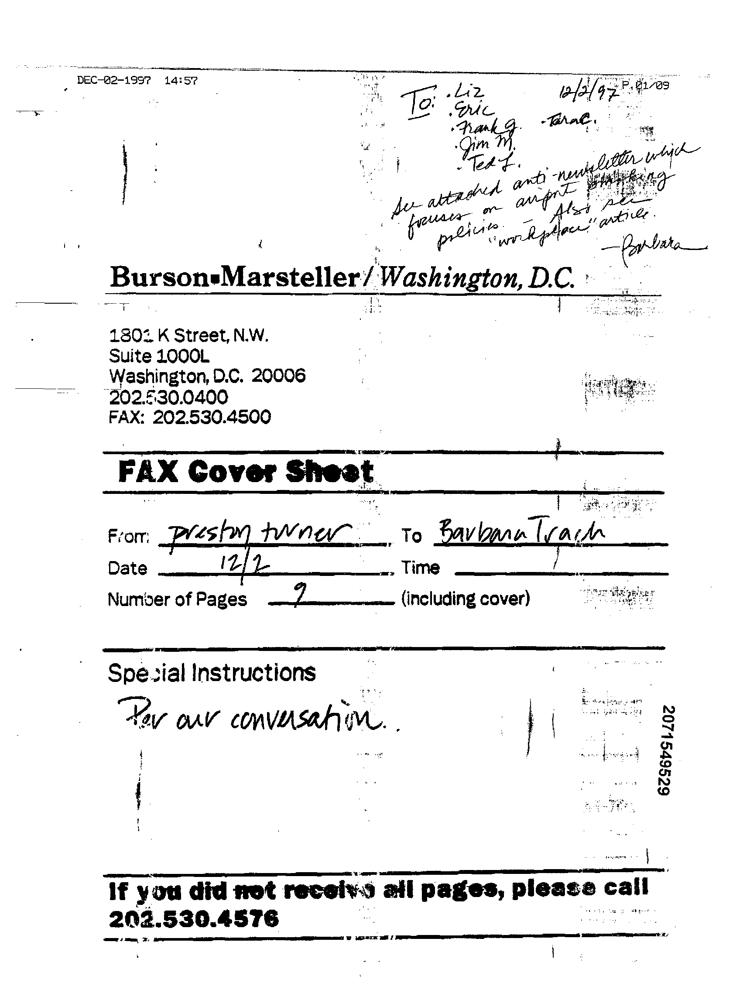 DEC-02-1997 14:57
P.01/09
To: . Liz
12/2/97
. Eric
. Frank G.
. Tara C.
. Jim M.
. Ted L.
See attached anti-newsletter which
focuses on airport smoking
policies. - Also see
"workplace" article.
- Barbara
Burson▪Marsteller / Washington, D.C.
1801 K Street, N.W.
Suite 1000L
Washington, D.C. 20006
202.530.0400
FAX: 202.530.4500
FAX Cover Sheet
From: preston turner To Barbara Trach
Date 12/2 Time
Number of Pages 9 (including cover)
Special Instructions
Per our conversation..
2071549529
If you did not receive all pages, please call
202.530.4576